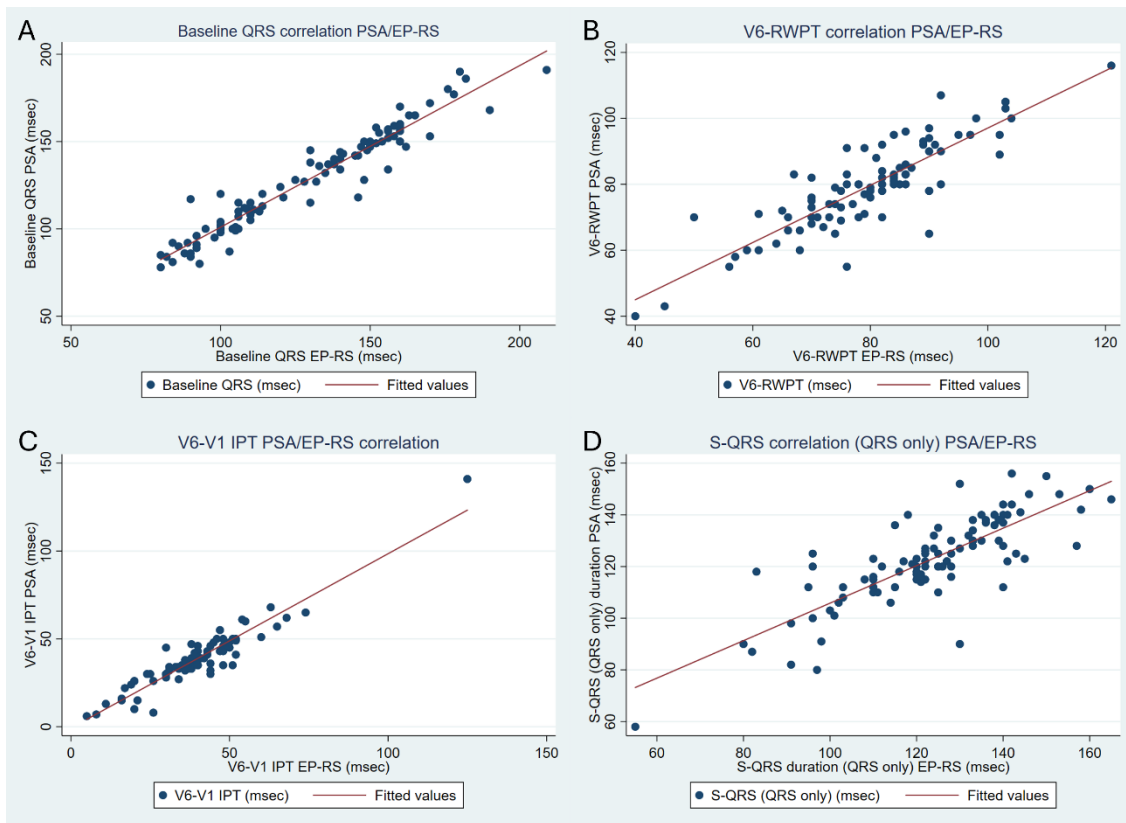 A
Baseline QRS correlation PSA/EP-RS
Baseline QRS PSA (msec)
200
150
100
50
50
100
150
200
Baseline QRS EP-RS (msec)
Baseline QRS (msec)
Fitted values
B
V6-RWPT correlation PSA/EP-RS
V6-RWPT PSA (msec)
120
100
80
60
40
40
60
80
100
120
V6-RWPT EP-RS (msec)
V6-RWPT (msec)
Fitted values
C
V6-V1 IPT PSA/EP-RS correlation
V6-V1 IPT PSA (msec)
150
100
50
0
0
50
100
150
V6-V1 IPT EP-RS (msec)
V6-V1 IPT (msec)
Fitted values
D
S-QRS correlation (QRS only) PSA/EP-RS
S-QRS (QRS only) duration PSA (msec)
160
140
120
100
80
60
60
80
100
120
140
160
S-QRS duration (QRS only) EP-RS (msec)
S-QRS (QRS only) (msec)
Fitted values